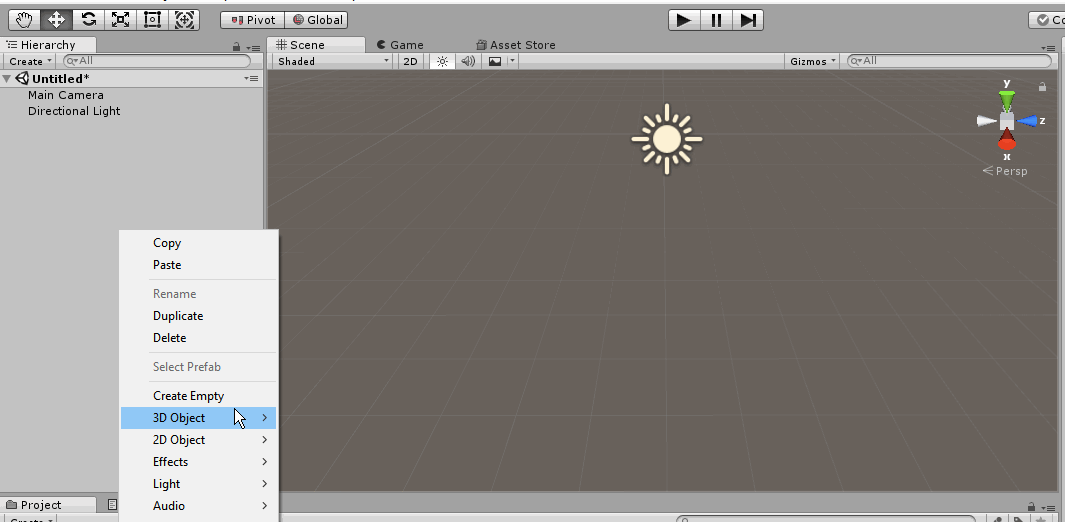 Pivot Global Co
Hierarchy
Create All
Untitled*
Main Camera
Directional Light
Scene Game Asset Store
Shaded 2D Gizmos All
y
z
x
Persp
Copy
Paste
Rename
Duplicate
Delete
Select Prefab
Create Empty
3D Object
2D Object
Effects
Light
Audio
Project
Create